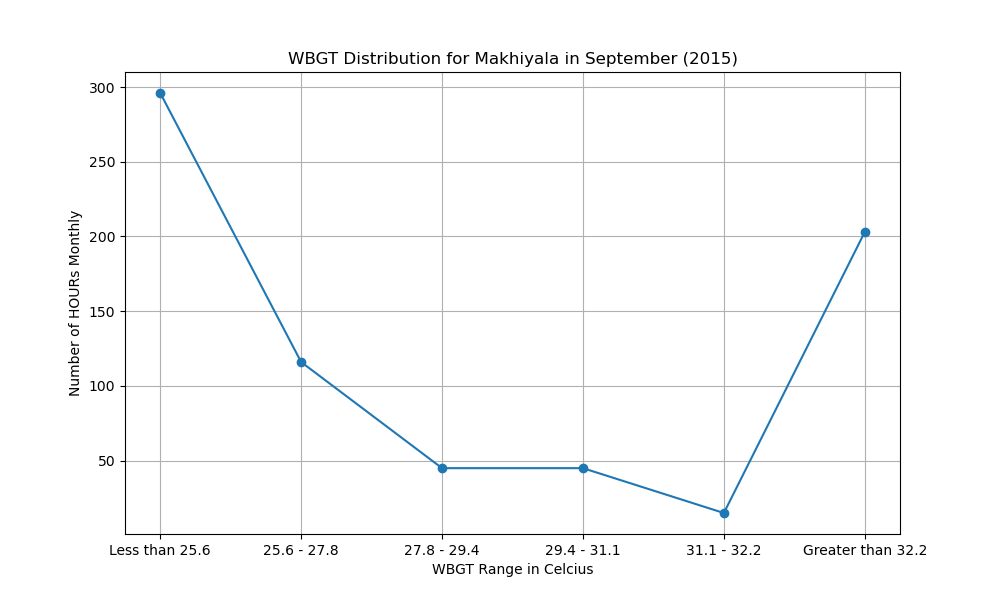 WBGT Distribution for Makhiyala in September (2015)
Number of HOURs Monthly
300
250
200
150
100
50
Less than 25.6
25.6 - 27.8
27.8 - 29.4
29.4 - 31.1
31.1 - 32.2
Greater than 32.2
WBGT Range in Celcius